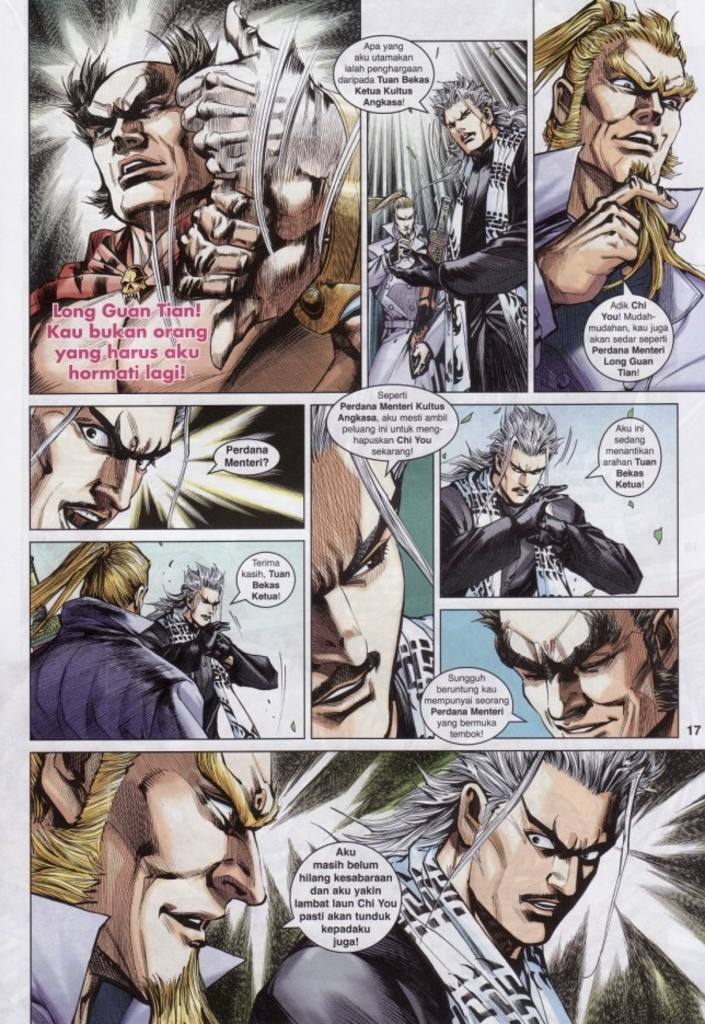 Long Guan Tian!
Kau bukan orang
yang harus aku
hormati lagi!
Apa yang
aku utamakan
ialah penghargaan
daripada Tuan Bekas
Ketua Kultus
Angkasa!
Adik Chi
You! Mudah-
mudahan, kau juga
akan sedar seperti
Perdana Menteri
Long Guan
Tian!
Perdana
Menteri?
Seperti
Perdana Menteri Kultus
Angkasa, aku mesti ambil
peluang ini untuk meng-
hapuskan Chi You
sekarang!
Aku ini
sedang
menantikan
arahan Tuan
Bekas
Ketua!
Terima
kasih, Tuan
Bekas
Ketua!
Sungguh
beruntung kau
mempunyai seorang
Perdana Menteri
yang bermuka
tembok!
17
Aku
masih belum
hilang kesabaraan
dan aku yakin
lambat laun Chi You
pasti akan tunduk
kepadaku
juga!